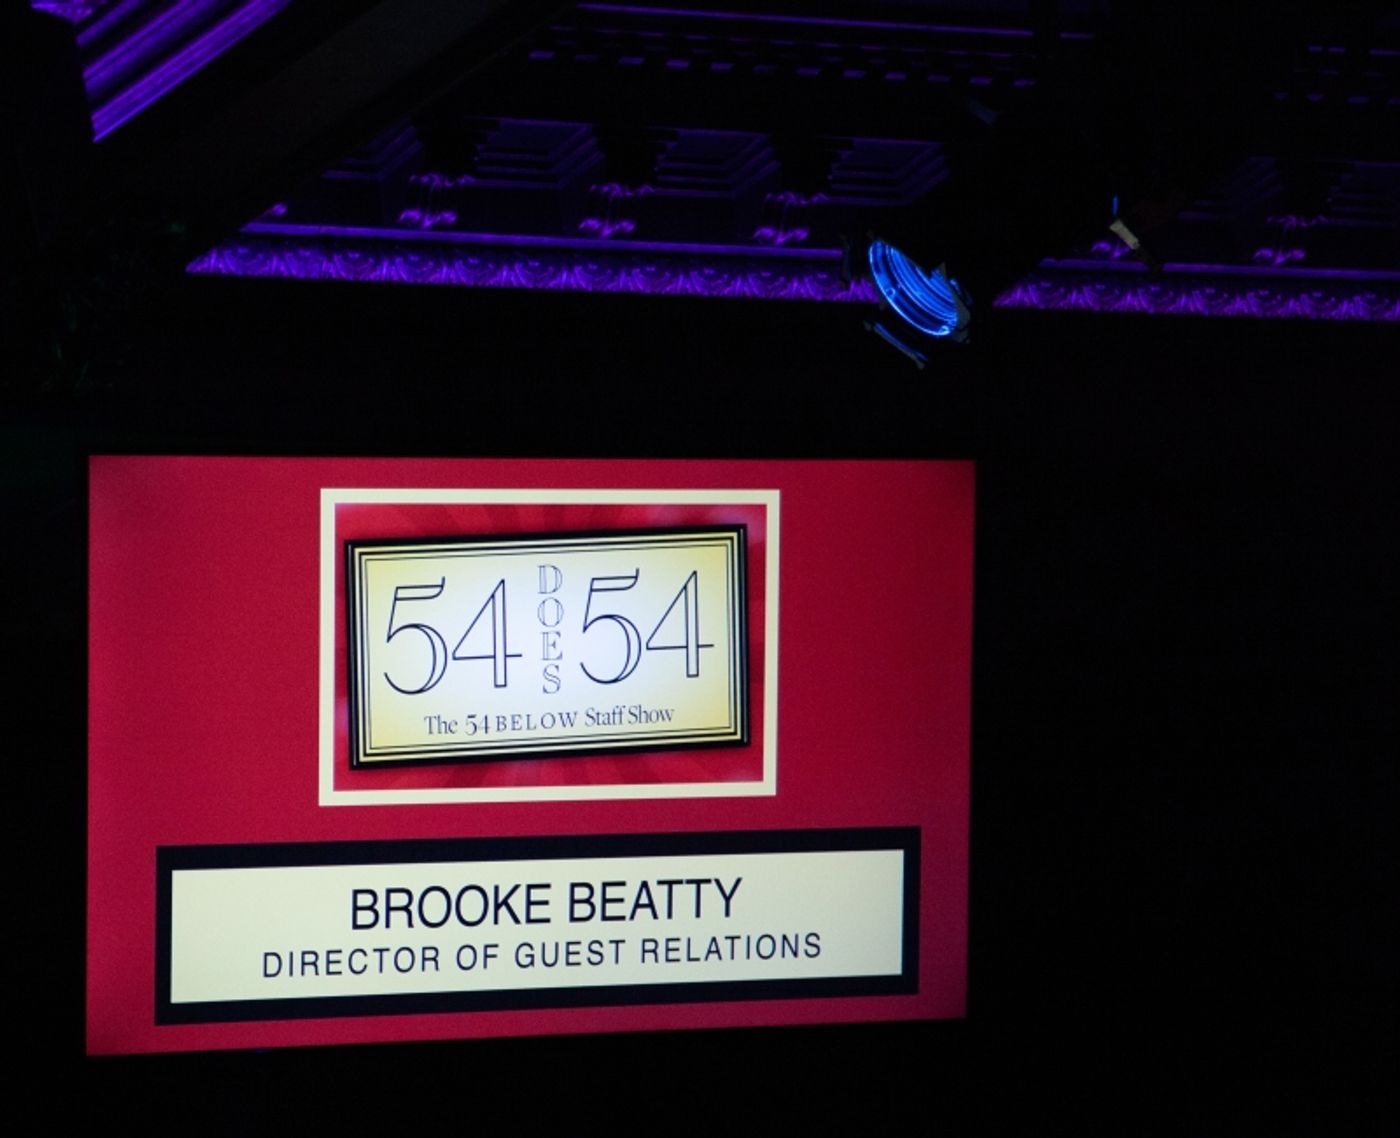 54 DOES 54
The 54 BELOW Staff Show
BROOKE BEATTY
DIRECTOR OF GUEST RELATIONS